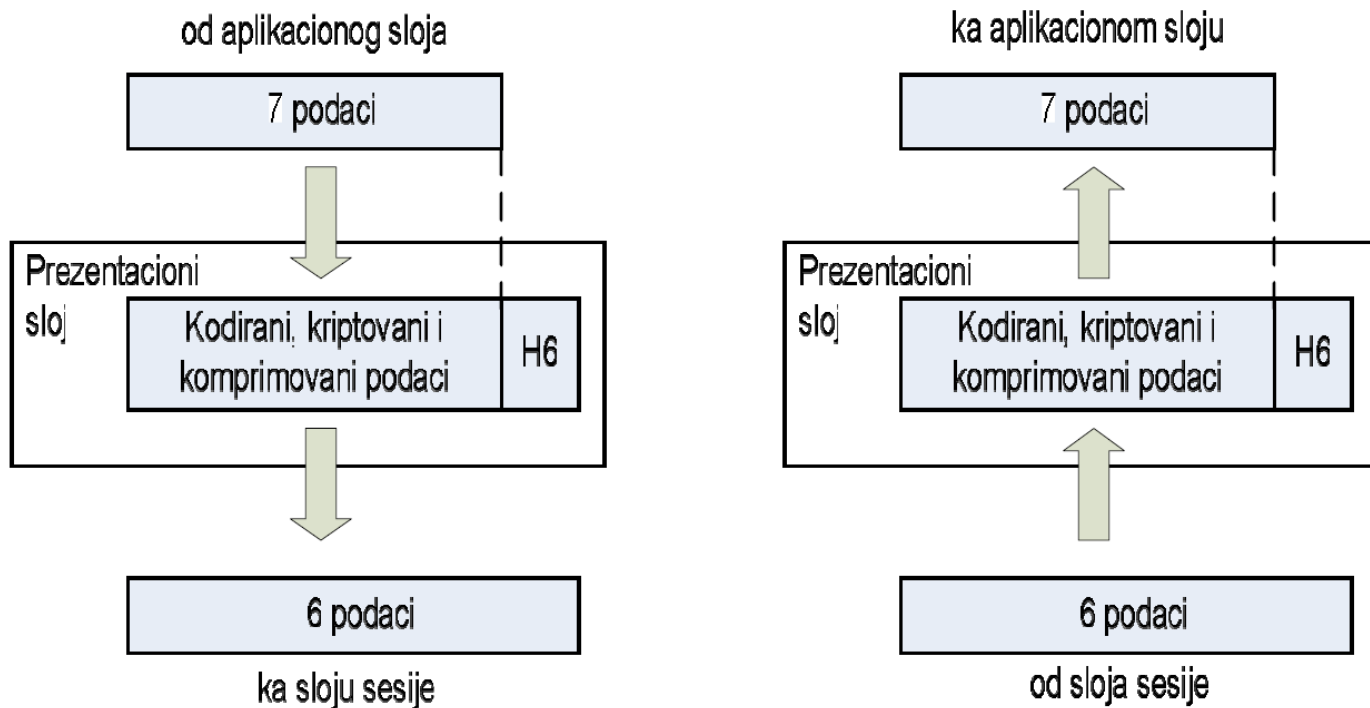 od aplikacionog sloja
7 podaci
Prezentacioni
sloj
Kodirani, kriptovani i
komprimovani podaci
H6
6 podaci
ka sloju sesije
ka aplikacionom sloju
7 podaci
Prezentacioni
sloj
Kodirani, kriptovani i
komprimovani podaci
H6
6 podaci
od sloja sesije